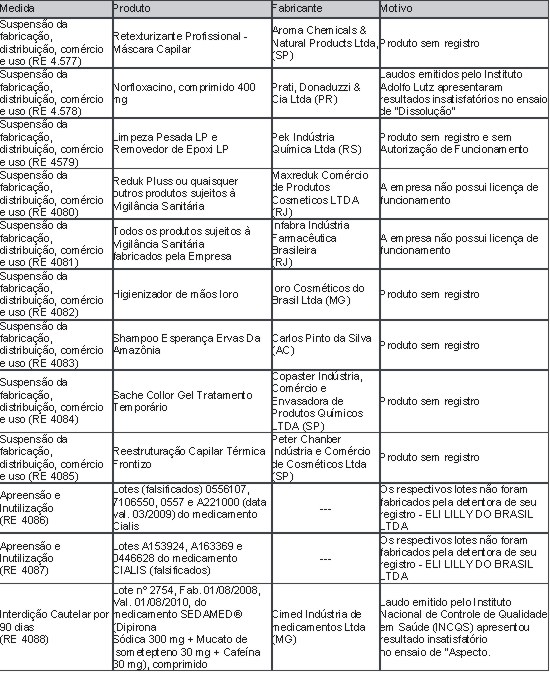 Medida Produto Fabricante Motivo
Suspensão da
fabricação,
distribuição, comércio
e uso (RE 4.577)
Retexturizante Profissional -
Máscara Capilar
Aroma Chemicals &
Natural Products Ltda,
(SP)
Produto sem registro
Suspensão da
fabricação,
distribuição, comércio
e uso (RE 4.578)
Norfloxacino, comprimido 400
mg
Prati, Donaduzzi &
Cia Ltda (PR)
Laudos emitidos pelo Instituto
Adolfo Lutz apresentaram
resultados insatisfatórios no ensaio
de "Dissolução"
Suspensão da
fabricação,
distribuição, comércio
e uso (RE 4579)
Limpeza Pesada LP e
Removedor de Epoxi LP
Pek Indústria
Química Ltda (RS)
Produto sem registro e sem
Autorização de Funcionamento
Suspensão da
fabricação,
distribuição, comércio
e uso (RE 4080)
Reduk Pluss ou quaisquer
outros produtos sujeitos à
Vigilância Sanitária
Maxreduk Comércio
de Produtos
Cosmeticos LTDA
(RJ)
A empresa não possui licença de
funcionamento
Suspensão da
fabricação,
distribuição, comércio
e uso (RE 4081)
Todos os produtos sujeitos à
Vigilância Sanitária
fabricados pela Empresa
Infabra Indústria
Farmacêutica
Brasileira
(RJ)
A empresa não possui licença de
funcionamento
Suspensão da
fabricação,
distribuição, comércio
e uso (RE 4082)
Higienizador de mãos Ioro
Ioro Cosméticos do
Brasil Ltda (MG)
Produto sem registro
Suspensão da
fabricação,
distribuição, comércio
e uso (RE 4083)
Shampoo Esperança Ervas Da
Amazônia
Carlos Pinto da Silva
(AC)
Produto sem registro
Suspensão da
fabricação,
distribuição, comércio
e uso (RE 4084)
Sache Collor Gel Tratamento
Temporário
Copaster Indústria,
Comércio e
Envasadora de
Produtos Químicos
LTDA (SP)
Produto sem registro
Suspensão da
fabricação,
distribuição, comércio
e uso (RE 4085)
Reestruturação Capilar Térmica
Frontizo
Peter Chanber
Indústria e Comércio
de Cosméticos Ltda
(SP)
Produto sem registro
Apreensão e
Inutilização
(RE 4086)
Lotes (falsificados) 0556107,
7106550, 0557 e A221000 (data
val. 03/2009) do medicamento
Cialis
---
Os respectivos lotes não foram
fabricados pela detentora de seu
registro - ELI LILLY DO BRASIL
LTDA
Apreensão e
Inutilização
(RE 4087)
Lotes A153924, A163369 e
0446628 do medicamento
CIALIS (falsificados)
---
Os respectivos lotes não foram
fabricados pela detentora de seu
registro - ELI LILLY DO BRASIL
LTDA
Interdição Cautelar por
90 dias
(RE 4088)
Lote nº 2754, Fab. 01/08/2008,
Val. 01/08/2010, do
medicamento SEDAMED®
(Dipirona
Sódica 300 mg + Mucato de
isometepteno 30 mg + Cafeína
30 mg), comprimido
Cimed Indústria de
medicamentos Ltda
(MG)
Laudo emitido pelo Instituto
Nacional de Controle de Qualidade
em Saúde (INCQS) apresentou
resultado insatisfatório
no ensaio de "Aspecto.